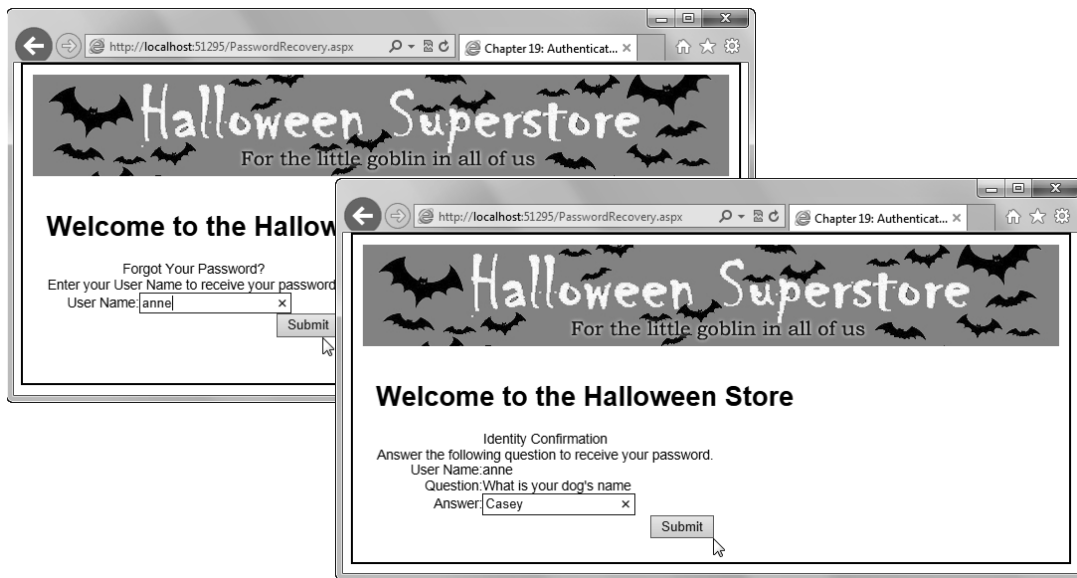 http://localhost:51295/PasswordRecovery.aspx
Chapter 19: Authenticat...
Halloween Superstore
For the little goblin in all of us
Welcome to the Hallow
Forgot Your Password?
Enter your User Name to receive your password
User Name: anne
Submit
http://localhost:51295/PasswordRecovery.aspx
Chapter 19: Authenticat...
Halloween Superstore
For the little goblin in all of us
Welcome to the Halloween Store
Identity Confirmation
Answer the following question to receive your password.
User Name: anne
Question: What is your dog's name
Answer: Casey
Submit